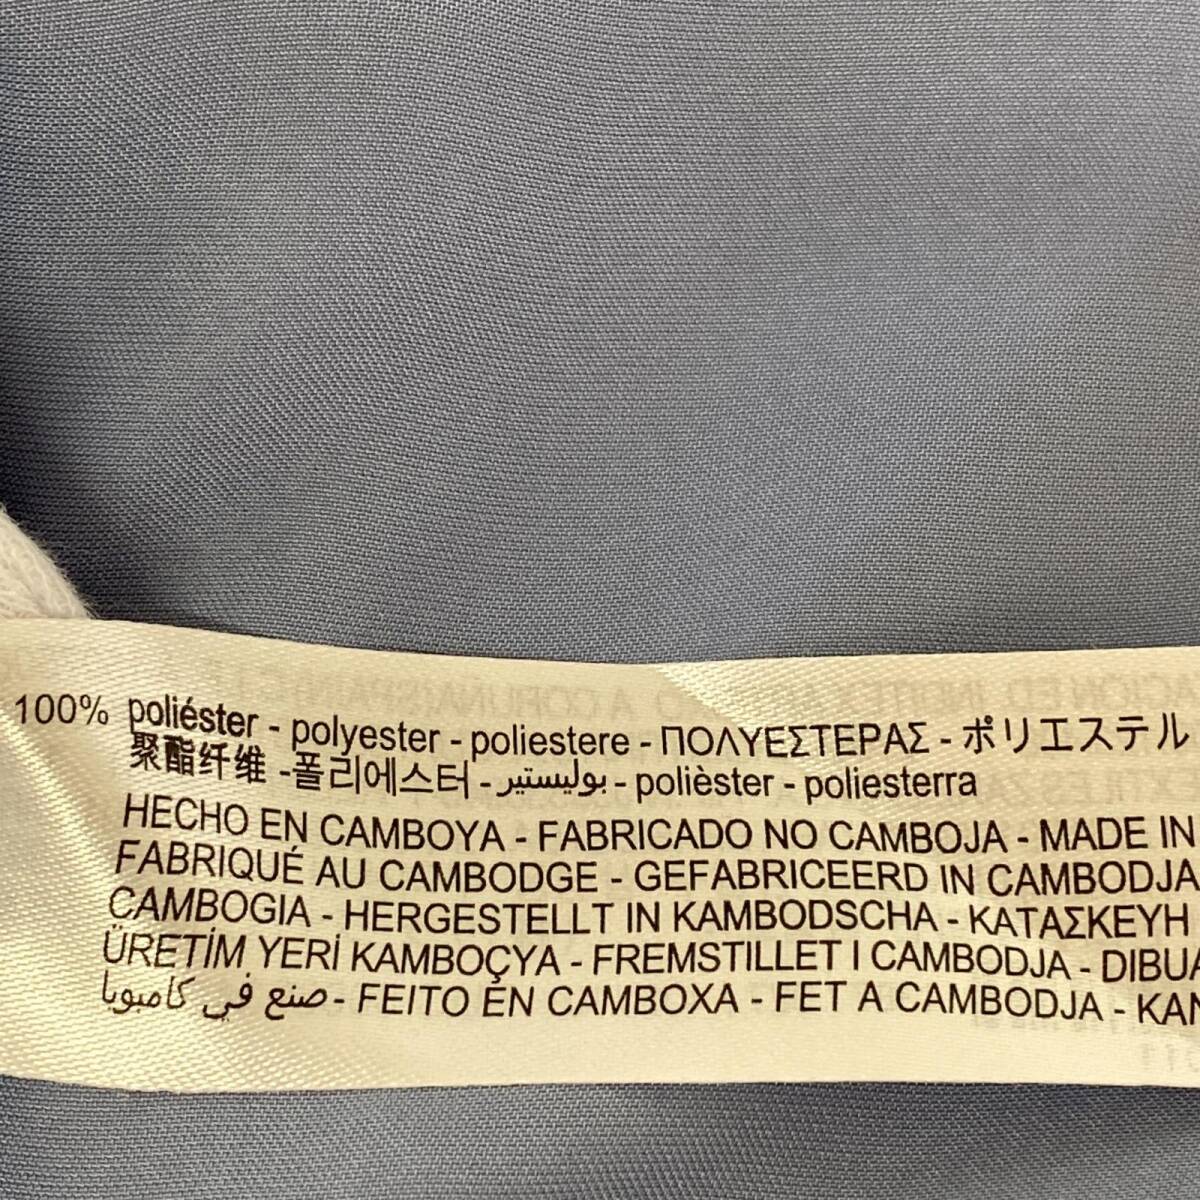 100% poliéster - polyester - poliestere - ΠΟΛΥΕΣΤΕΡΑΣ - ポリエステル
聚酯纤维 - 폴리에스터 - بوليستير - polièster - poliesterra
HECHO EN CAMBOYA - FABRICADO NO CAMBOJA - MADE IN
FABRIQUÉ AU CAMBODGE - GEFABRICEERD IN CAMBODJA
CAMBOGIA - HERGESTELLT IN KAMBODSCHA - ΚΑΤΑΣΚΕΥΗ
ÜRETİM YERİ KAMBOÇYA - FREMSTILLET I CAMBODJA - DIBUA
صنع في كامبوبا - FEITO EN CAMBOXA - FET A CAMBODJA - KAN